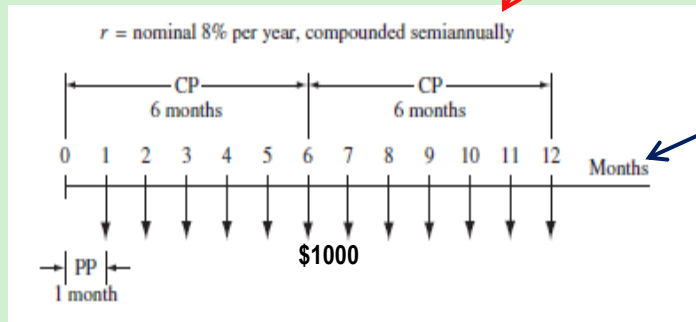 r = nominal 8% per year, compounded semiannually
CP CP
6 months 6 months
0 1 2 3 4 5 6 7 8 9 10 11 12 Months
$1000
PP
1 month